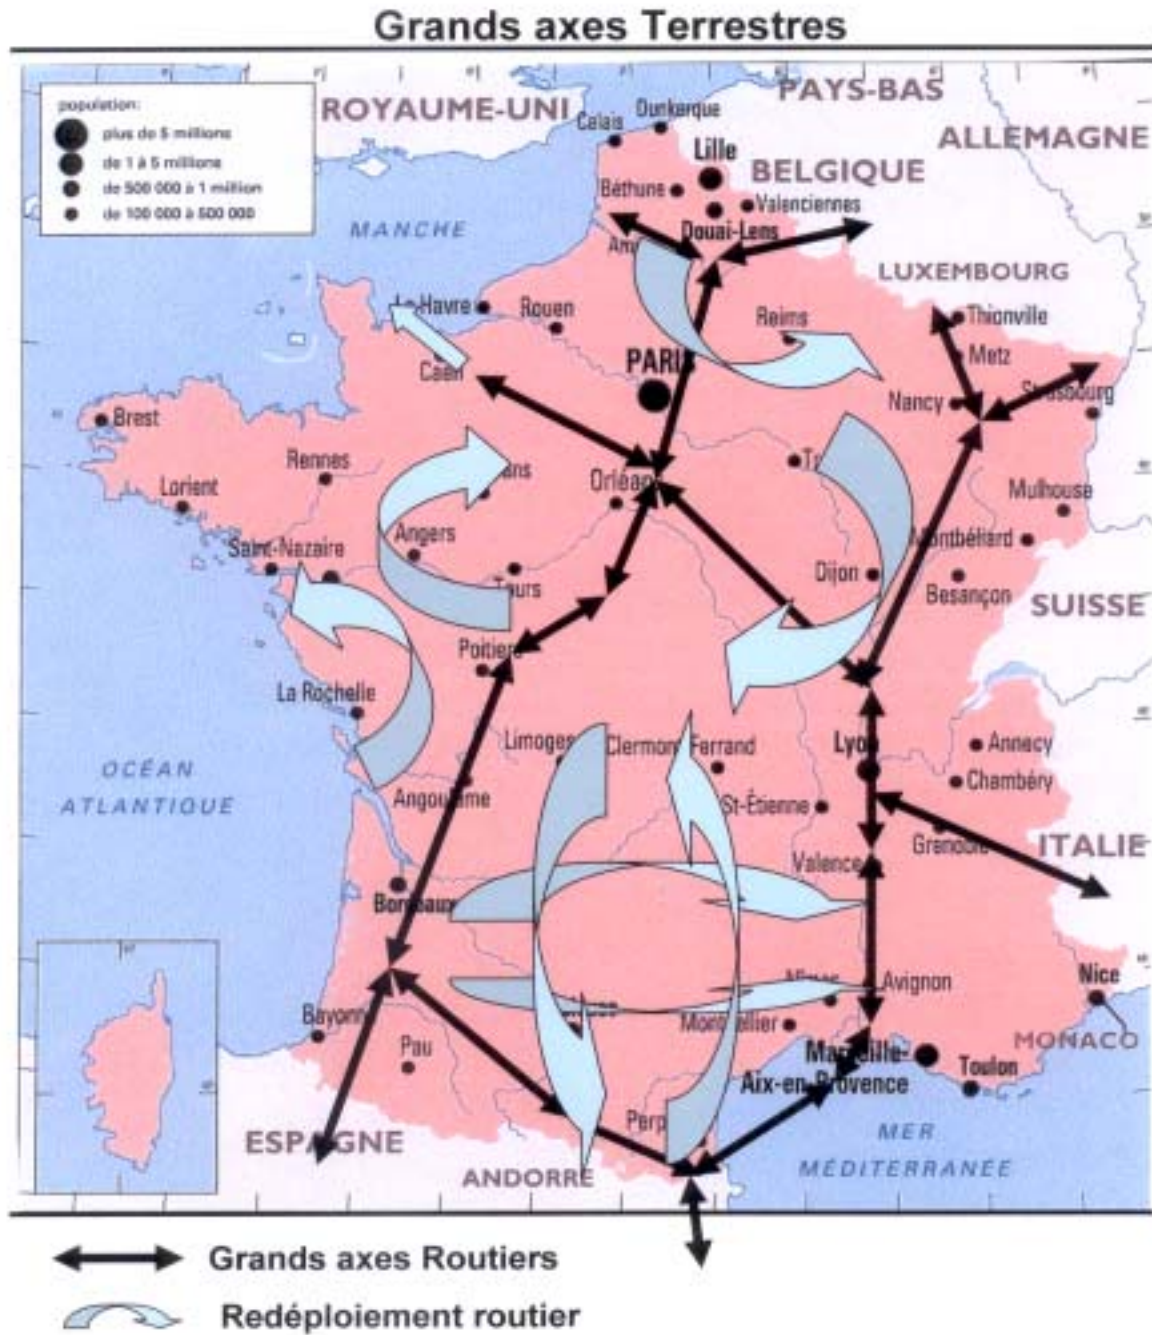 Grands axes Terrestres
population:
plus de 5 millions
de 1 à 5 millions
de 500 000 à 1 million
de 100 000 à 500 000
ROYAUME-UNI
PAYS-BAS
ALLEMAGNE
BELGIQUE
LUXEMBOURG
SUISSE
ITALIE
MONACO
ESPAGNE
ANDORRE
MANCHE
OCÉAN
ATLANTIQUE
MER
MÉDITERRANÉE
Dunkerque
Calais
Lille
Béthune
Valenciennes
Douai-Lens
Le Havre
Rouen
Reims
Thionville
Caen
PARIS
Metz
Nancy
Strasbourg
Brest
Rennes
Orléans
Lorient
Mulhouse
Angers
Montbéliard
Saint-Nazaire
Tours
Dijon
Besançon
Poitiers
La Rochelle
Limoges
Clermont-Ferrand
Lyon
Annecy
Chambéry
Angoulême
St-Étienne
Grenoble
Valence
Bordeaux
Avignon
Nice
Bayonne
Montpellier
Pau
Marseille-
Aix-en-Provence
Toulon
Perp
Grands axes Routiers
Redéploiement routier